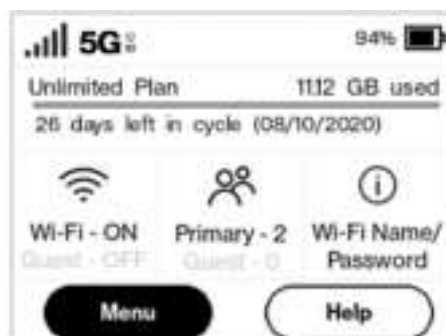 5G 94%
Unlimited Plan 11.12 GB used
26 days left in cycle (08/10/2020)
Wi-Fi - ON Primary - 2 Wi-Fi Name/
Guest - OFF Guest - 0 Password
Menu Help